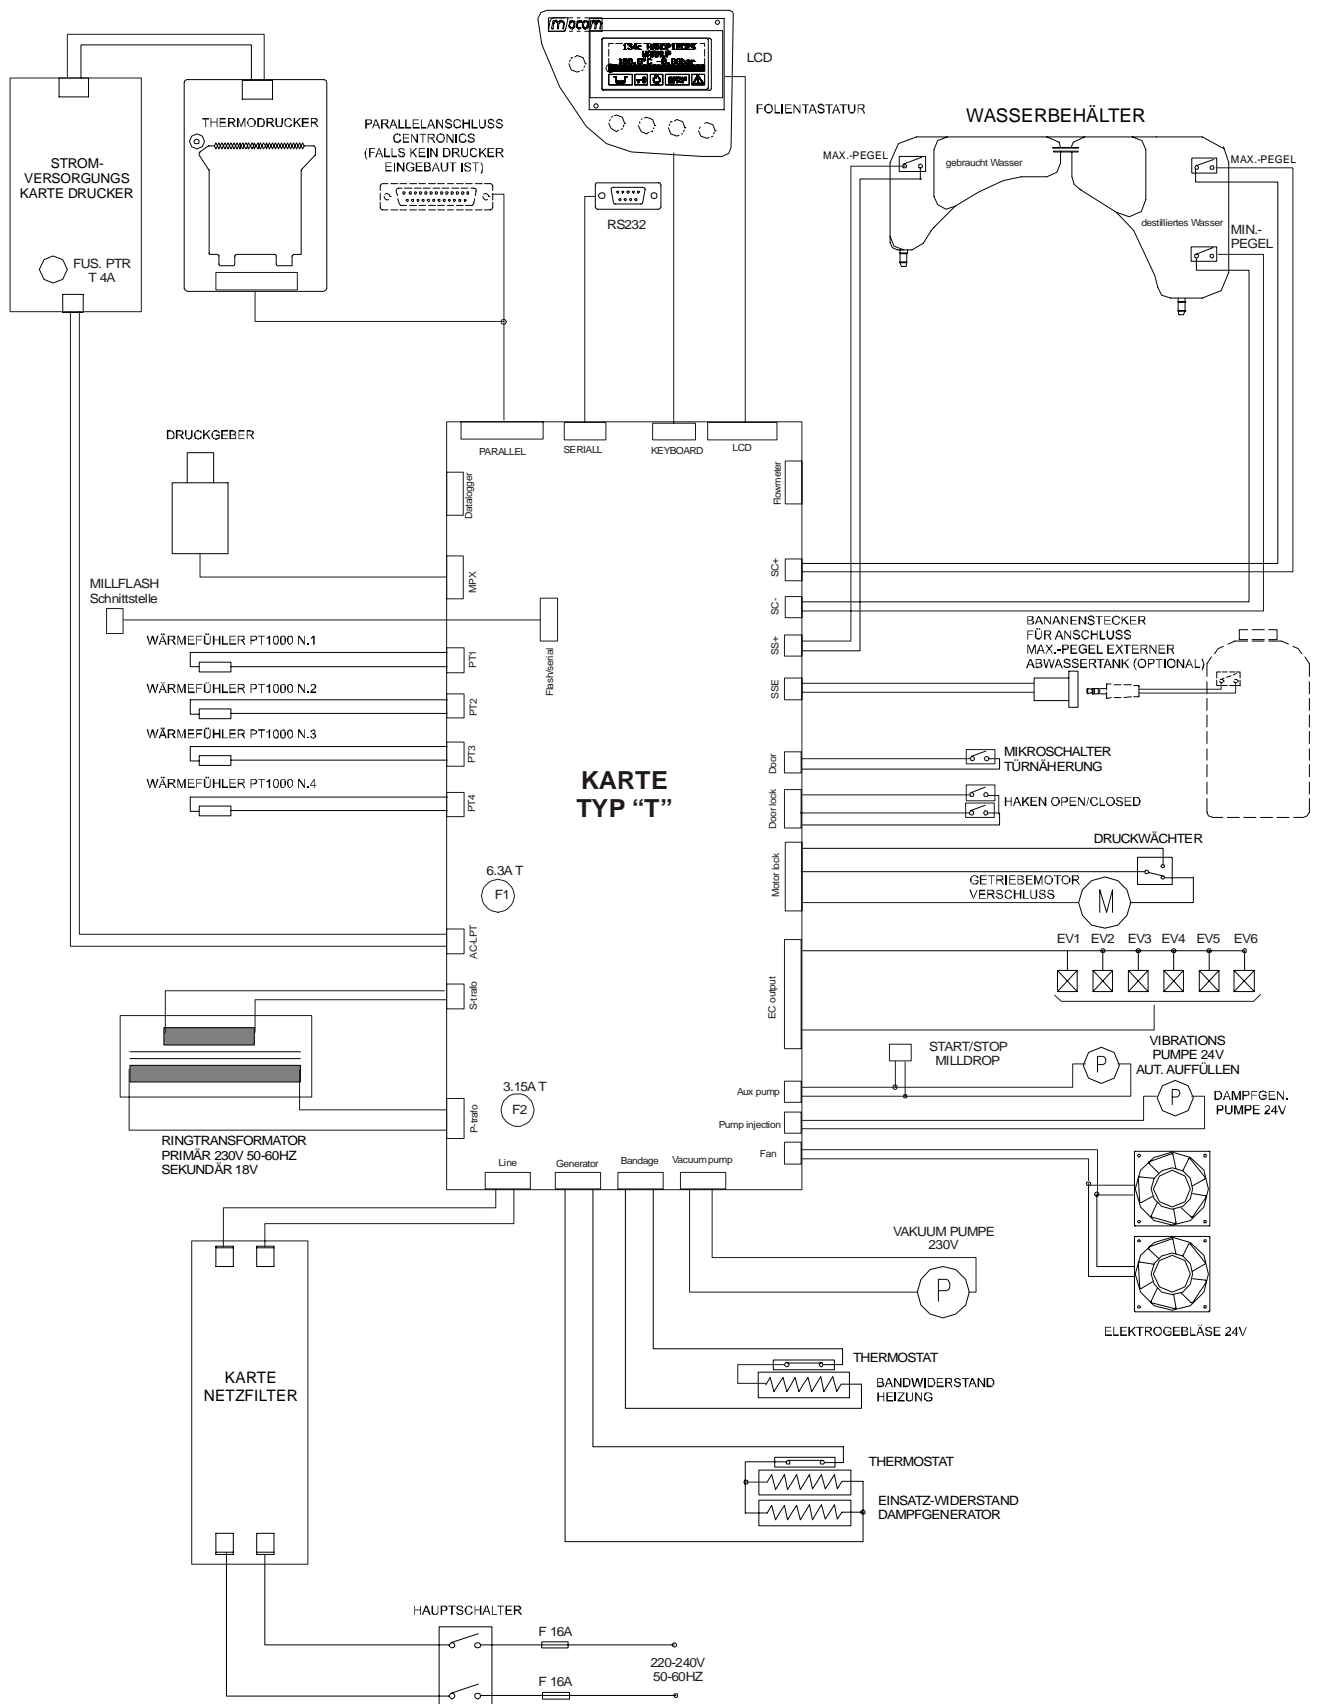 mocom
134c HANDPIECES
LCD
FOLIENTASTATUR
WASSERBEHÄLTER
THERMODRUCKER
PARALLELANSCHLUSS
CENTRONICS
(FALLS KEIN DRUCKER
EINGEBAUT IST)
STROM-
VERSORGUNGS
KARTE DRUCKER
FUS. PTR
T 4A
RS232
MAX.-PEGEL
gebraucht Wasser
MAX.-PEGEL
destilliertes Wasser
MIN.-
PEGEL
DRUCKGEBER
PARALLEL
SERIALL
KEYBOARD
LCD
Datalogger
Flowmeter
MPX
SC+
MILLFLASH
Schnittstelle
SC-
Flash/serial
SS+
BANANENSTECKER
FÜR ANSCHLUSS
MAX.-PEGEL EXTERNER
ABWASSERTANK (OPTIONAL)
SSE
WÄRMEFÜHLER PT1000 N.1
PT1
WÄRMEFÜHLER PT1000 N.2
PT2
WÄRMEFÜHLER PT1000 N.3
PT3
WÄRMEFÜHLER PT1000 N.4
PT4
KARTE
TYP “T”
Door
MIKROSCHALTER
TÜRNÄHERUNG
Door lock
HAKEN OPEN/CLOSED
Motor lock
DRUCKWÄCHTER
GETRIEBEMOTOR
VERSCHLUSS
M
6.3A T
F1
AC-LPT
S-trafo
EV1 EV2 EV3 EV4 EV5 EV6
EC output
START/STOP
MILLDROP
P
VIBRATIONS
PUMPE 24V
AUT. AUFFÜLLEN
Aux pump
P
DAMPFGEN.
PUMPE 24V
Pump injection
Fan
3.15A T
F2
P-trafo
RINGTRANSFORMATOR
PRIMÄR 230V 50-60HZ
SEKUNDÄR 18V
Line
Generator
Bandage
Vacuum pump
VAKUUM PUMPE
230V
P
ELEKTROGEBLÄSE 24V
KARTE
NETZFILTER
THERMOSTAT
BANDWIDERSTAND
HEIZUNG
THERMOSTAT
EINSATZ-WIDERSTAND
DAMPFGENERATOR
HAUPTSCHALTER
F 16A
220-240V
50-60HZ
F 16A